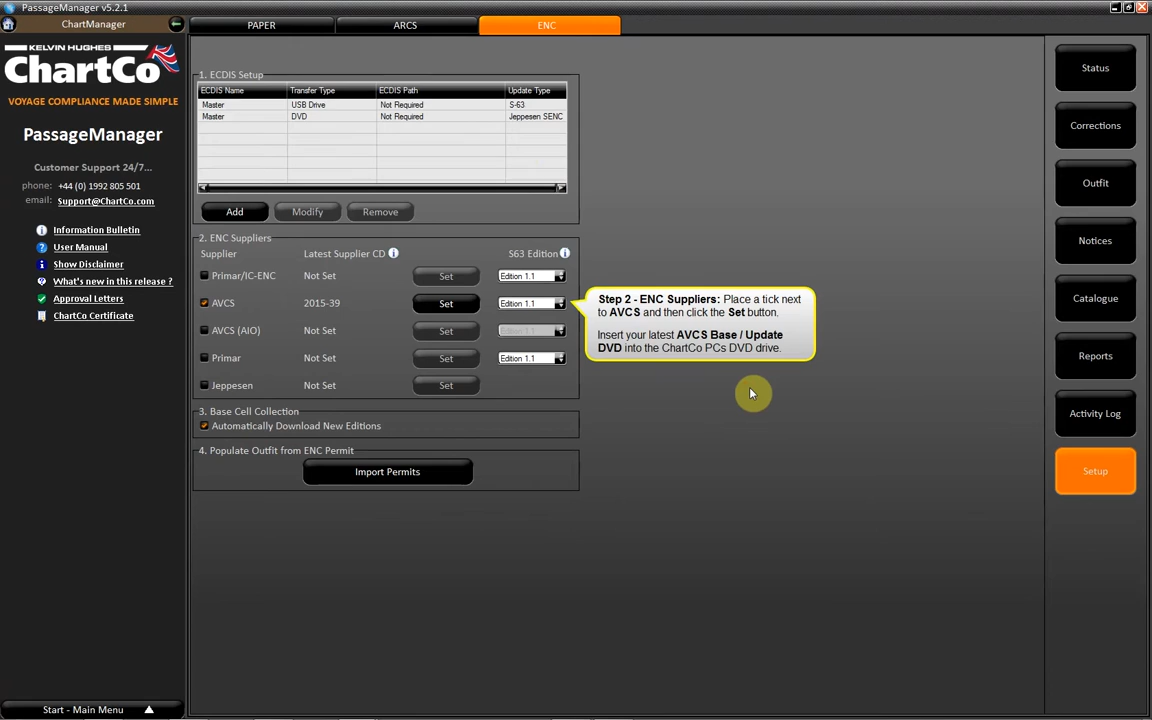 PassageManager v5.2.1
ChartManager
PAPER
ARCS
ENC
KELVIN HUGHES
ChartCo
VOYAGE COMPLIANCE MADE SIMPLE
PassageManager
Customer Support 24/7...
phone: +44 (0) 1992 805 501
email: Support@ChartCo.com
Information Bulletin
User Manual
Show Disclaimer
What's new in this release ?
Approval Letters
ChartCo Certificate
Start - Main Menu
1. ECDIS Setup
ECDIS Name Transfer Type ECDIS Path Update Type
Master USB Drive Not Required S-63
Master DVD Not Required Jeppesen SENC
Add Modify Remove
2. ENC Suppliers
Supplier Latest Supplier CD S63 Edition
Primary/IC-ENC Not Set Set Edition 1.1
AVCS 2015-39 Set Edition 1.1
AVCS (AIO) Not Set Set Edition 1.1
Primar Not Set Set Edition 1.1
Jeppesen Not Set Set
3. Base Cell Collection
Automatically Download New Editions
4. Populate Outfit from ENC Permit
Import Permits
Step 2 - ENC Suppliers: Place a tick next
to AVCS and then click the Set button.
Insert your latest AVCS Base / Update
DVD into the ChartCo PCs DVD drive.
Status
Corrections
Outfit
Notices
Catalogue
Reports
Activity Log
Setup